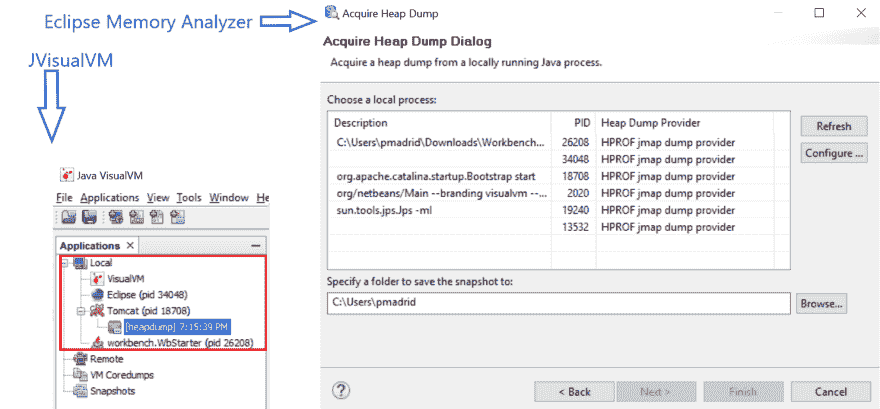 Eclipse Memory Analyzer
JVisualVM
Java VisualVM
File Applications View Tools Window He
Applications
Local
VisualVM
Eclipse (pid 34048)
Tomcat (pid 18708)
[heapdump] 7:15:39 PM
workbench.WbStarter (pid 26208)
Remote
VM Coredumps
Snapshots
Acquire Heap Dump
Acquire Heap Dump Dialog
Acquire a heap dump from a locally running Java process.
Choose a local process:
Description PID Heap Dump Provider
C:\Users\pmadrid\Downloads\Workbench... 26208 HPROF jmap dump provider
34048 HPROF jmap dump provider
org.apache.catalina.startup.Bootstrap start 18708 HPROF jmap dump provider
org/netbeans/Main --branding visualvm --... 2020 HPROF jmap dump provider
sun.tools.jps.Jps -ml 19240 HPROF jmap dump provider
13532 HPROF jmap dump provider
Refresh
Configure ...
Specify a folder to save the snapshot to:
C:\Users\pmadrid
Browse...
?
< Back Next > Finish Cancel